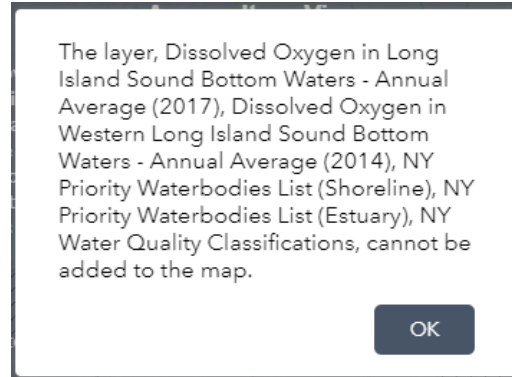 The layer, Dissolved Oxygen in Long
Island Sound Bottom Waters - Annual
Average (2017), Dissolved Oxygen in
Western Long Island Sound Bottom
Waters - Annual Average (2014), NY
Priority Waterbodies List (Shoreline), NY
Priority Waterbodies List (Estuary), NY
Water Quality Classifications, cannot be
added to the map.
OK